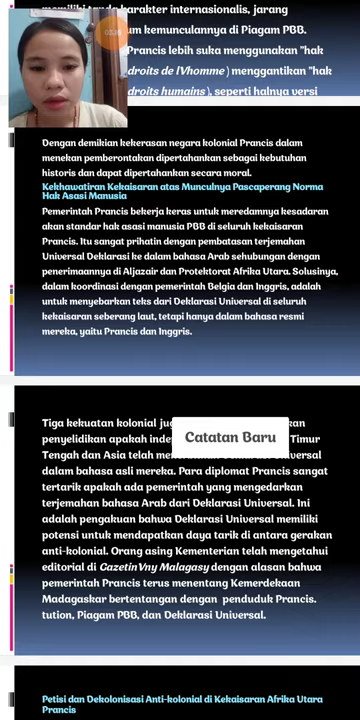 memiliki tanda karakter internasionalis, jarang
um kemunculannya di Piagam PBB.
Prancis lebih suka menggunakan "hak
droits de lVhomme) menggantikan "hak
droits humains), seperti halnya versi
03:39
Dengan demikian kekerasan negara kolonial Prancis dalam
menekan pemberontakan dipertahankan sebagai kebutuhan
historis dan dapat dipertahankan secara moral.
Kekhawatiran Kekaisaran atas Munculnya Pascaperang Norma
Hak Asasi Manusia
Pemerintah Prancis bekerja keras untuk meredamnya kesadaran
akan standar hak asasi manusia PBB di seluruh kekaisaran
Prancis. Itu sangat prihatin dengan pembatasan terjemahan
Universal Deklarasi ke dalam bahasa Arab sehubungan dengan
penerimaannya di Aljazair dan Protektorat Afrika Utara. Solusinya,
dalam koordinasi dengan pemerintah Belgia dan Inggris, adalah
untuk menyebarkan teks dari Deklarasi Universal di seluruh
kekaisaran seberang laut, tetapi hanya dalam bahasa resmi
mereka, yaitu Prancis dan Inggris.
Tiga kekuatan kolonial jug kan
penyelidikan apakah inde Timur
Tengah dan Asia telah versal
Catatan Baru
dalam bahasa asli mereka. Para diplomat Prancis sangat
tertarik apakah ada pemerintah yang mengedarkan
terjemahan bahasa Arab dari Deklarasi Universal. Ini
adalah pengakuan bahwa Deklarasi Universal memiliki
potensi untuk mendapatkan daya tarik di antara gerakan
anti-kolonial. Orang asing Kementerian telah mengetahui
editorial di CazetinVny Malagasy dengan alasan bahwa
pemerintah Prancis terus menentang Kemerdekaan
Madagaskar bertentangan dengan penduduk Prancis.
tution, Piagam PBB, dan Deklarasi Universal.
Petisi dan Dekolonisasi Anti-kolonial di Kekaisaran Afrika Utara
Prancis